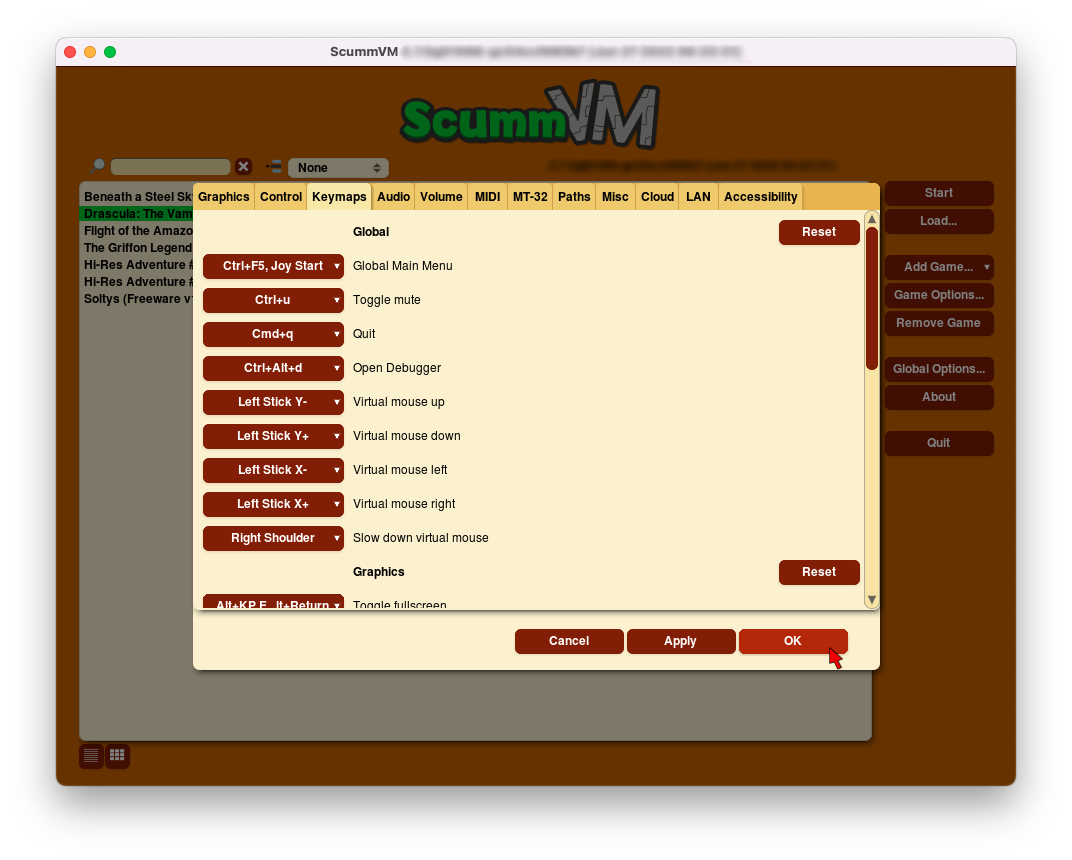 ScummVM
ScummVM
None
Beneath a Steel Sk
Drascula: The Vam
Flight of the Amazo
The Griffon Legend
Hi-Res Adventure #
Hi-Res Adventure #
Soltys (Freeware v
Graphics Control Keymaps Audio Volume MIDI MT-32 Paths Misc Cloud LAN Accessibility
Global Reset
Ctrl+F5, Joy Start Global Main Menu
Ctrl+u Toggle mute
Cmd+q Quit
Ctrl+Alt+d Open Debugger
Left Stick Y- Virtual mouse up
Left Stick Y+ Virtual mouse down
Left Stick X- Virtual mouse left
Left Stick X+ Virtual mouse right
Right Shoulder Slow down virtual mouse
Graphics Reset
Alt+KP E...lt+Return Toggle fullscreen
Cancel Apply OK
Start
Load...
Add Game...
Game Options...
Remove Game
Global Options...
About
Quit